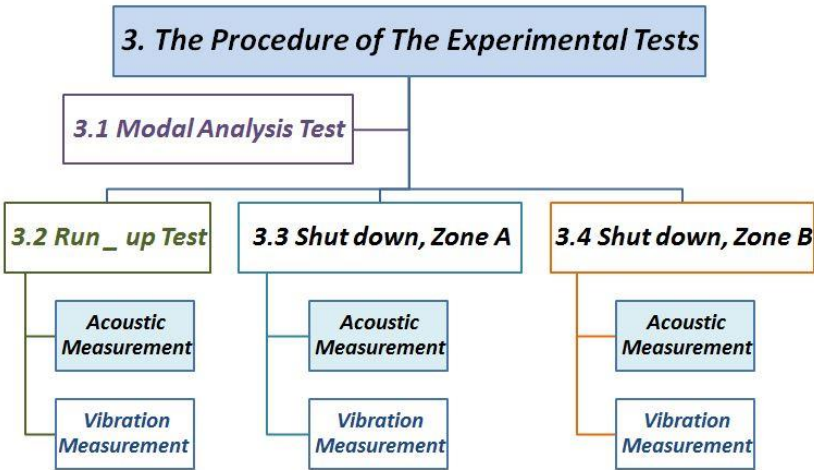 3. The Procedure of The Experimental Tests
3.1 Modal Analysis Test
3.2 Run _ up Test
3.3 Shut down, Zone A
3.4 Shut down, Zone B
Acoustic
Measurement
Acoustic
Measurement
Acoustic
Measurement
Vibration
Measurement
Vibration
Measurement
Vibration
Measurement